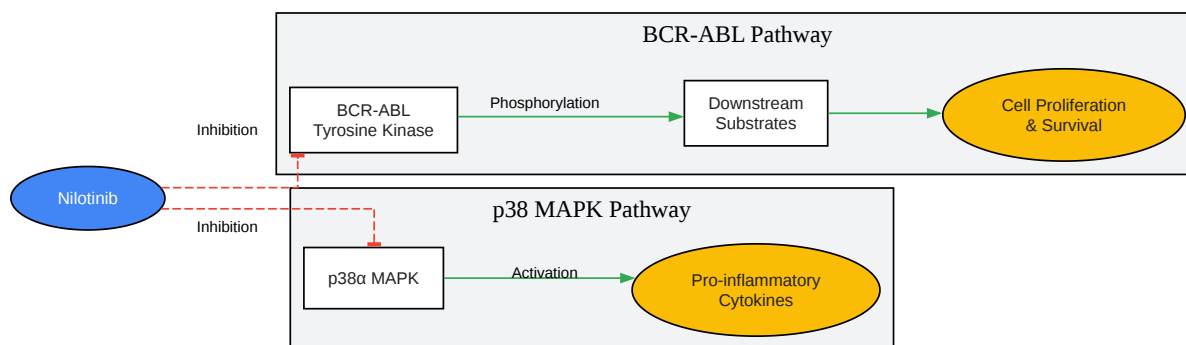 BCR-ABL Pathway
BCR-ABL
Tyrosine Kinase
Phosphorylation
Downstream
Substrates
Cell Proliferation
& Survival
Inhibition
Nilotinib
Inhibition
p38 MAPK Pathway
p38α MAPK
Activation
Pro-inflammatory
Cytokines